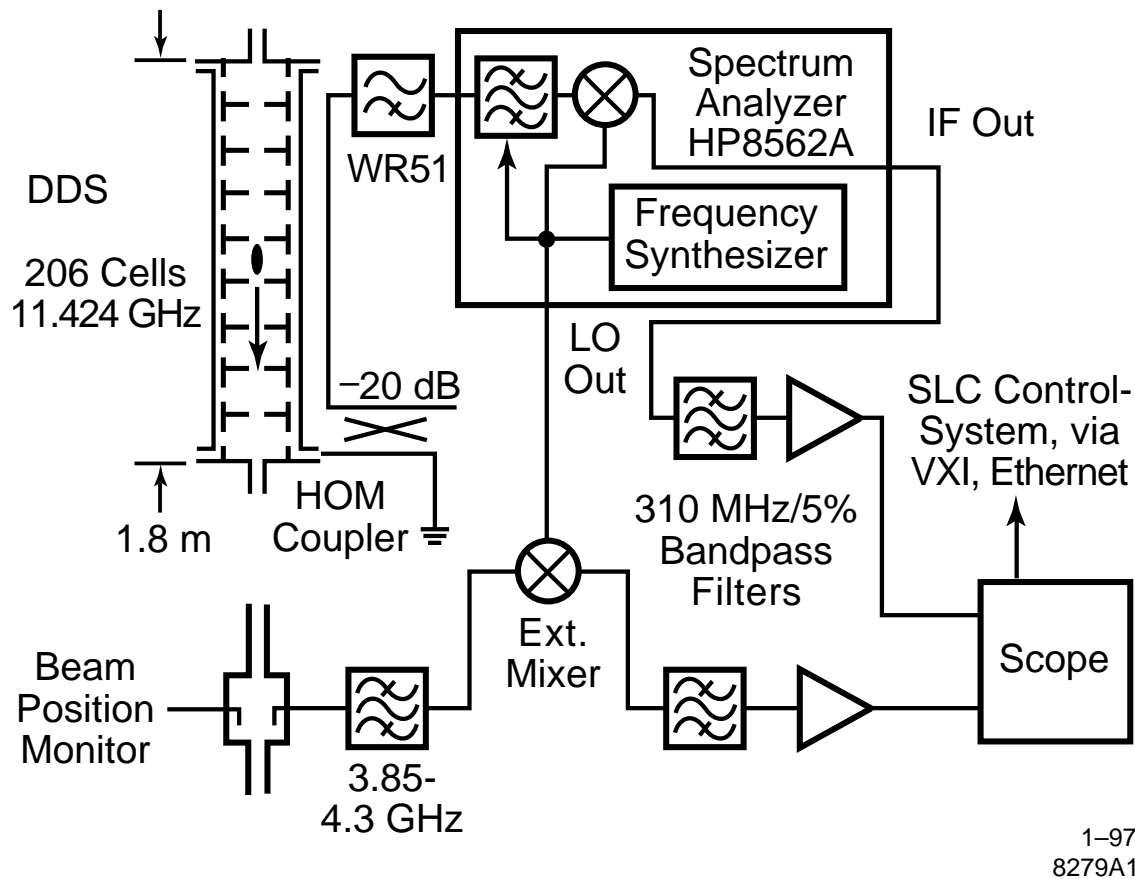 DDS
206 Cells
11.424 GHz
1.8 m
WR51
Spectrum
Analyzer
HP8562A
Frequency
Synthesizer
IF Out
LO
Out
–20 dB
HOM
Coupler
310 MHz/5%
Bandpass
Filters
SLC Control-
System, via
VXI, Ethernet
Ext.
Mixer
Scope
Beam
Position
Monitor
3.85-
4.3 GHz
1–97
8279A1